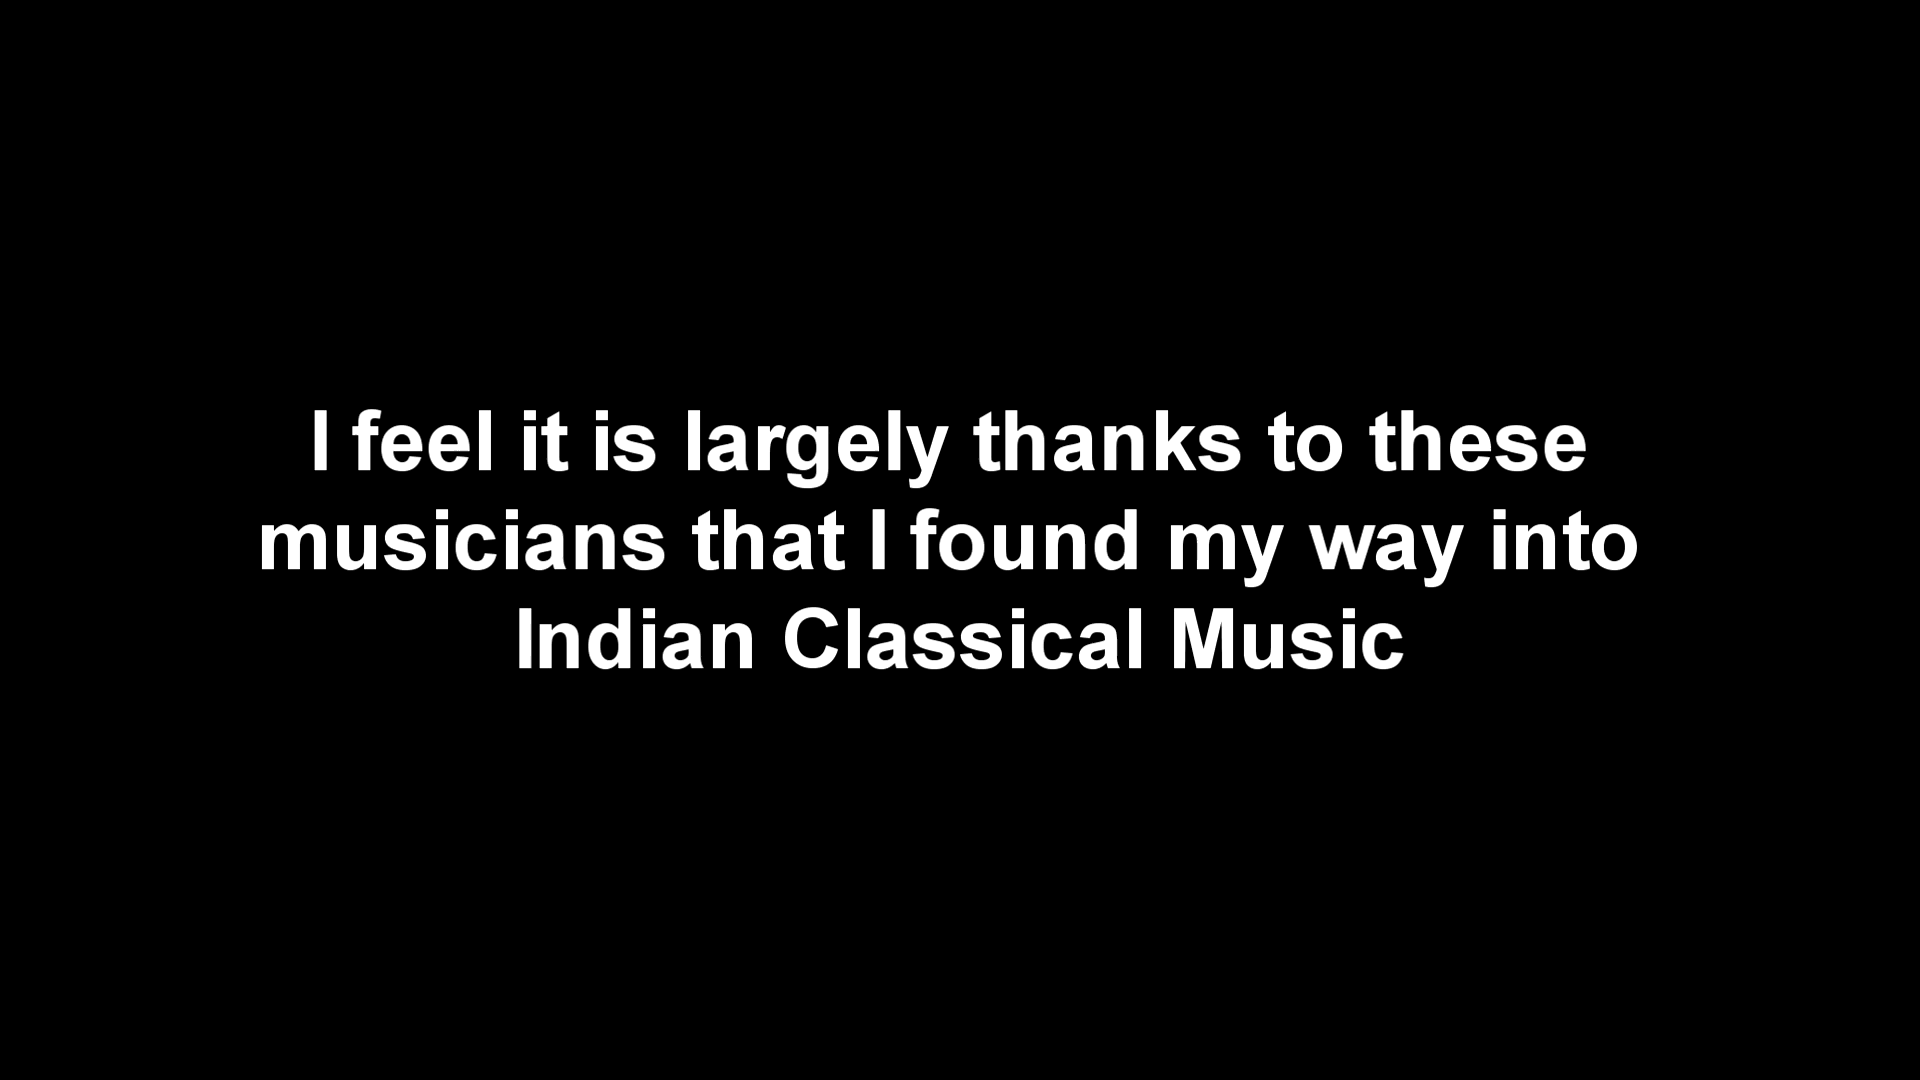 I feel it is largely thanks to these
musicians that I found my way into
Indian Classical Music